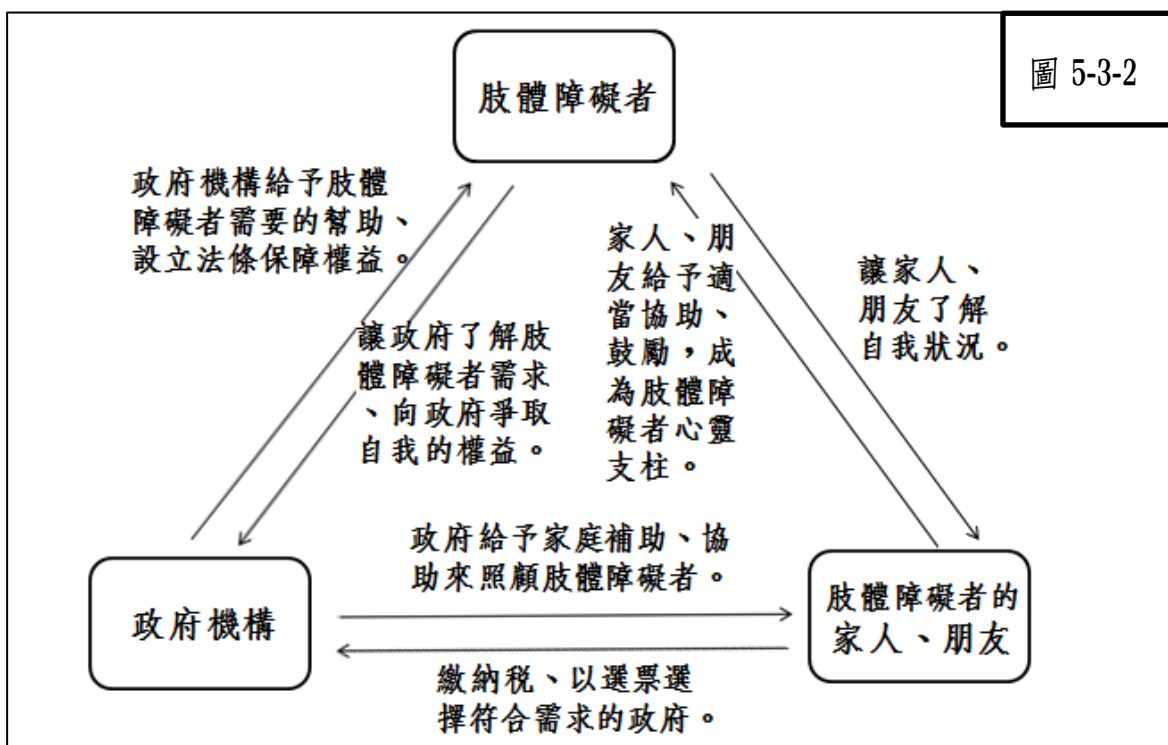 圖 5-3-2
肢體障礙者
政府機構給予肢體
障礙者需要的幫助、
設立法條保障權益。
讓政府了解肢
體障礙者需求
、向政府爭取
自我的權益。
家人、朋
友給予適
當協助、
鼓勵，成
為肢體障
礙者心靈
支柱。
讓家人、
朋友了解
自我狀況。
政府機構
政府給予家庭補助、協
助來照顧肢體障礙者。
繳納税、以選票選
擇符合需求的政府。
肢體障礙者的
家人、朋友